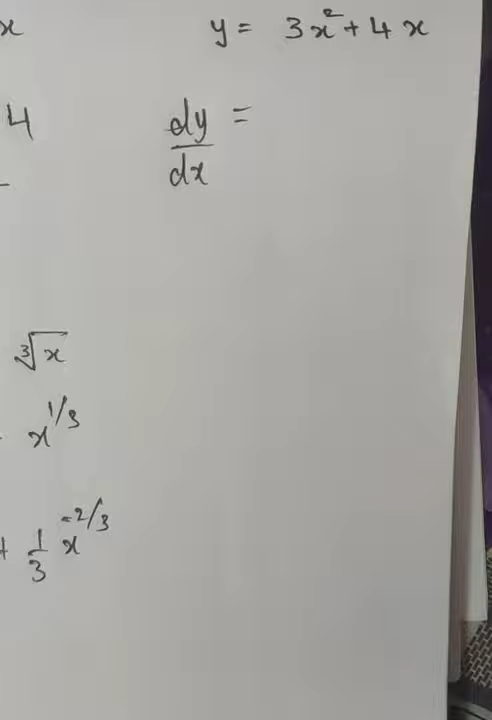 x
y = 3x² + 4x
4
dy/dx =
∛x
x^1/3
+ 1/3 x^-2/3